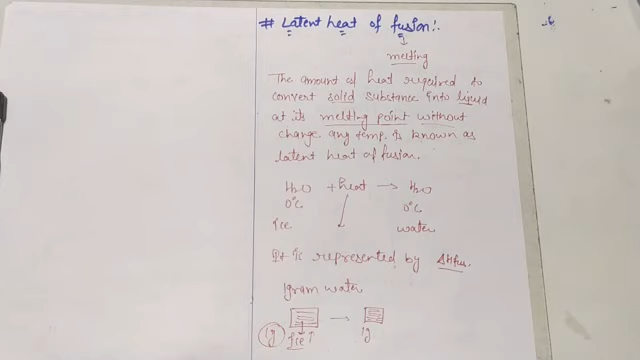 # Latent heat of fusion:-
melting
The amount of heat required to
convert solid substance into liquid
at its melting point without
change any temp. is known as
latent heat of fusion.
H2O + heat → H2O
0°C 0°C
Ice water
It is represented by ΔHfus.
1gram water
1g Ice → 1g